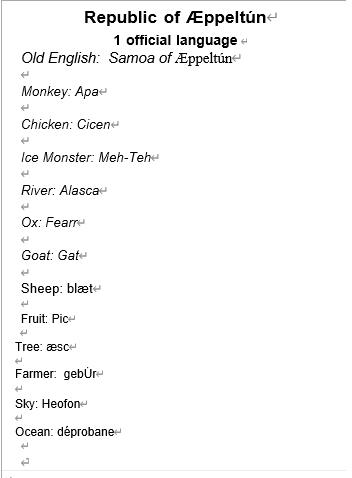 Republic of Æppeltún
1 official language
Old English:  Samoa of Æppeltún
Monkey: Apa
Chicken: Cicen
Ice Monster: Meh-Teh
River: Alasca
Ox: Fearr
Goat: Gat
Sheep: blæt
Fruit: Pic
Tree: æsc
Farmer:  gebÚr
Sky: Heofon
Ocean: déprobane